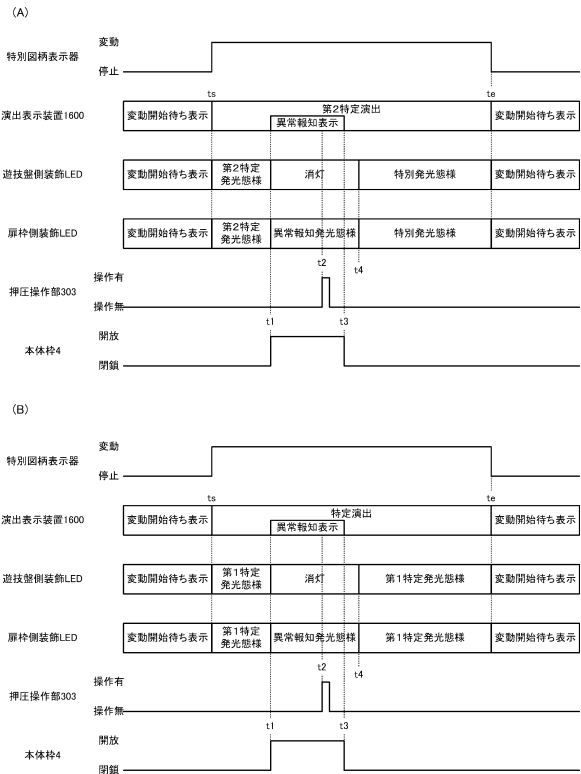 (A)
変動
特別図柄表示器
停止
ts
te
演出表示装置1600
変動開始待ち表示
第2特定演出
異常報知表示
変動開始待ち表示
遊技盤側装飾LED
変動開始待ち表示
第2特定
発光態様
消灯
特別発光態様
変動開始待ち表示
扉枠側装飾LED
変動開始待ち表示
第2特定
発光態様
異常報知発光態様
特別発光態様
変動開始待ち表示
t2
t4
操作有
押圧操作部303
操作無
t1
t3
開放
本体枠4
閉鎖
(B)
変動
特別図柄表示器
停止
ts
te
演出表示装置1600
変動開始待ち表示
特定演出
異常報知表示
変動開始待ち表示
遊技盤側装飾LED
変動開始待ち表示
第1特定
発光態様
消灯
第1特定発光態様
変動開始待ち表示
扉枠側装飾LED
変動開始待ち表示
第1特定
発光態様
異常報知発光態様
第1特定発光態様
変動開始待ち表示
t2
t4
操作有
押圧操作部303
操作無
t1
t3
開放
本体枠4
閉鎖